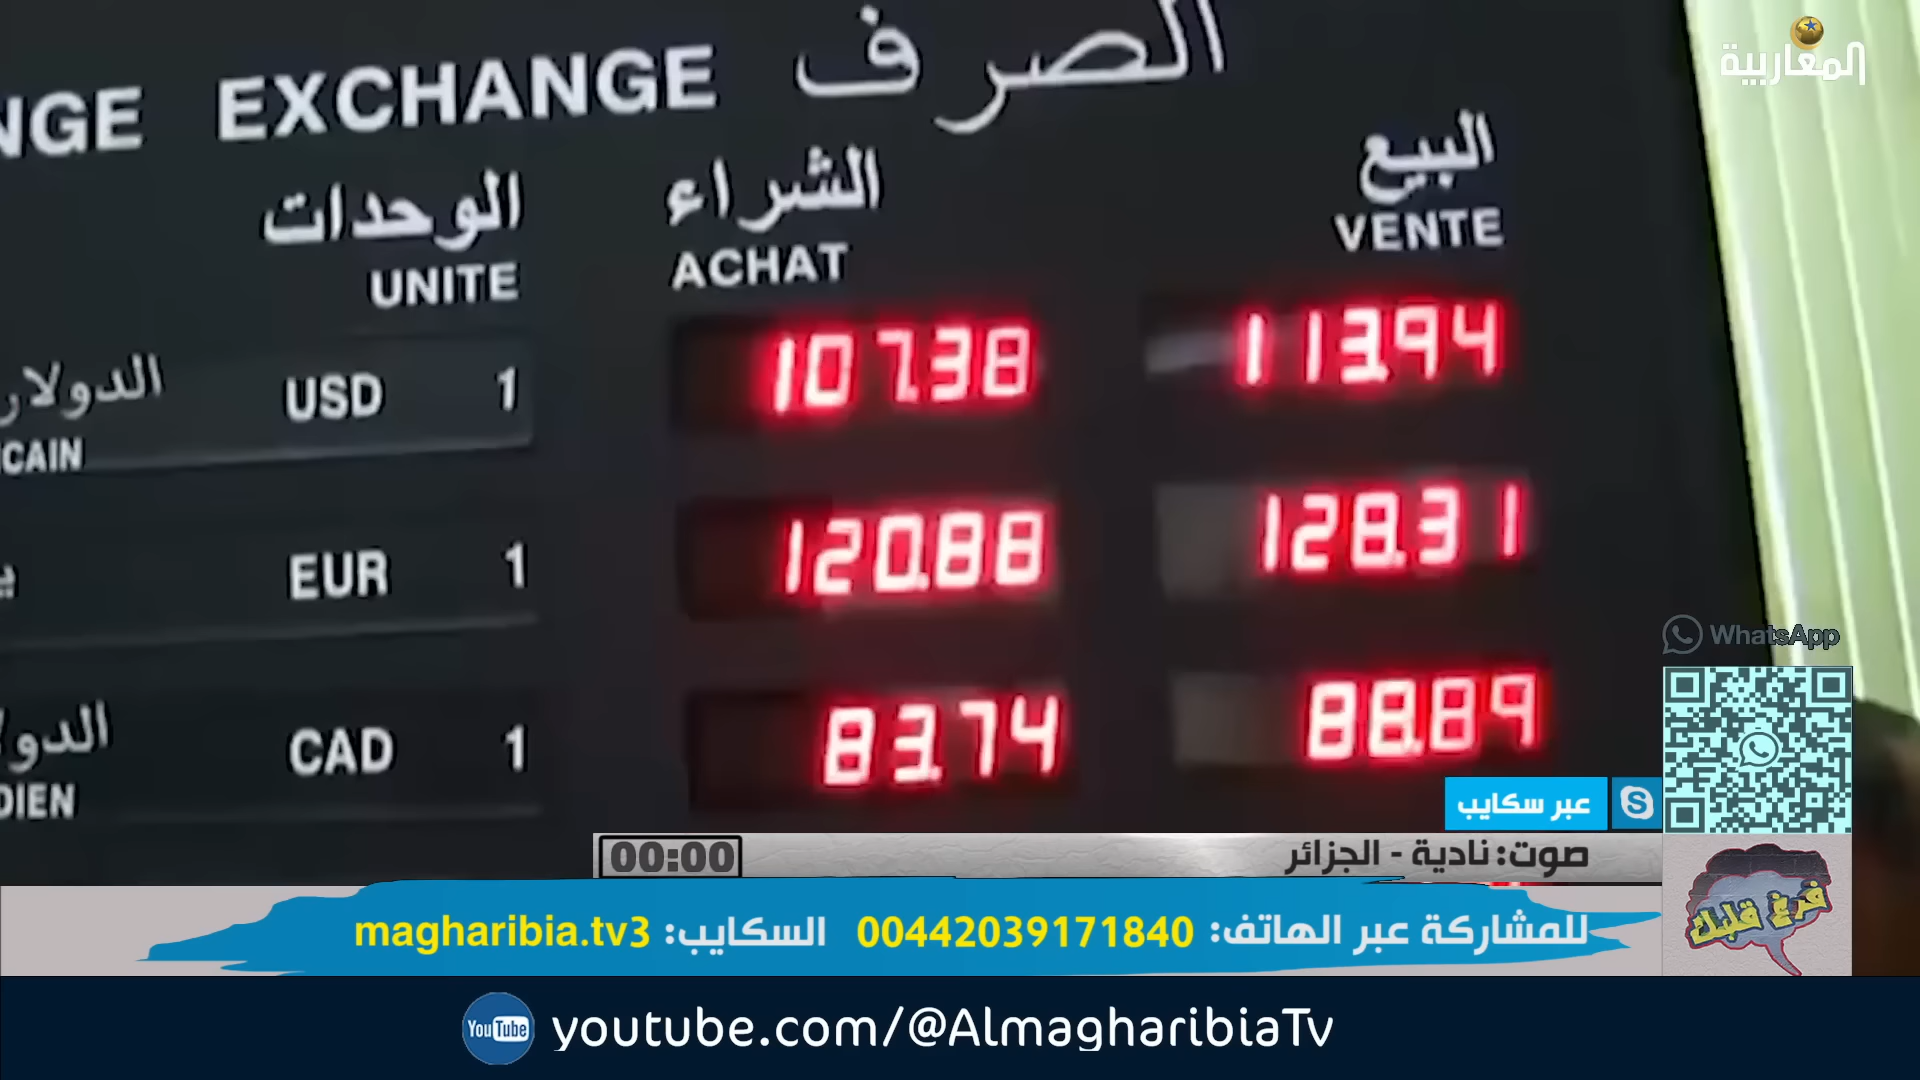 المغاربية
NGE EXCHANGE الصرف
الوحدات الشراء البيع
UNITE ACHAT VENTE
الدولار USD 1 107.38 113.94
CAIN
EUR 1 120.88 128.31
CAD 1 83.74 88.89
DIEN
WhatsApp
عبر سكايب
صوت: نادية - الجزائر
00:00
للمشاركة عبر الهاتف: 00442039171840 السكايب: magharibia.tv3
فرغ قلبك
YouTube youtube.com/@AlmagharibiaTv